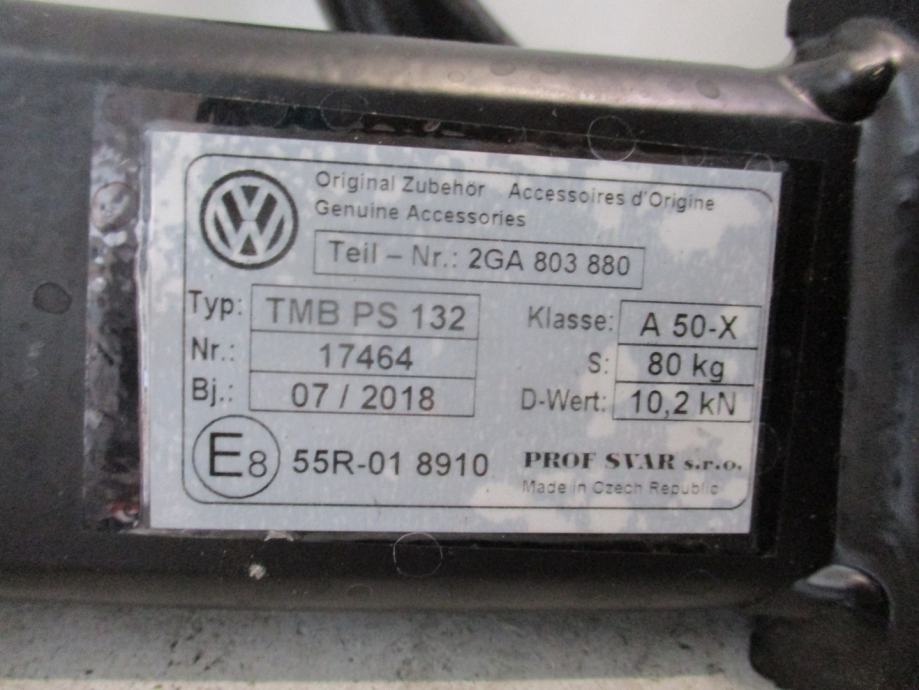 Original Zubehör Accessoires d'Origine
Genuine Accessories
Teil – Nr.: 2GA 803 880
Typ: TMB PS 132 Klasse: A 50-X
Nr.: 17464 S: 80 kg
Bj.: 07 / 2018 D-Wert: 10,2 kN
E8 55R-01 8910 PROF SVAR s.r.o.
Made in Czech Republic